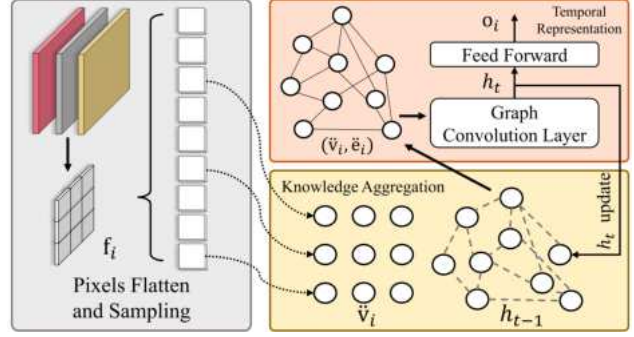 f_i
Pixels Flatten
and Sampling
Temporal
Representation
o_i
Feed Forward
h_t
Graph
Convolution Layer
(v̈_i, ë_i)
Knowledge Aggregation
h_t update
v̈_i
h_{t-1}